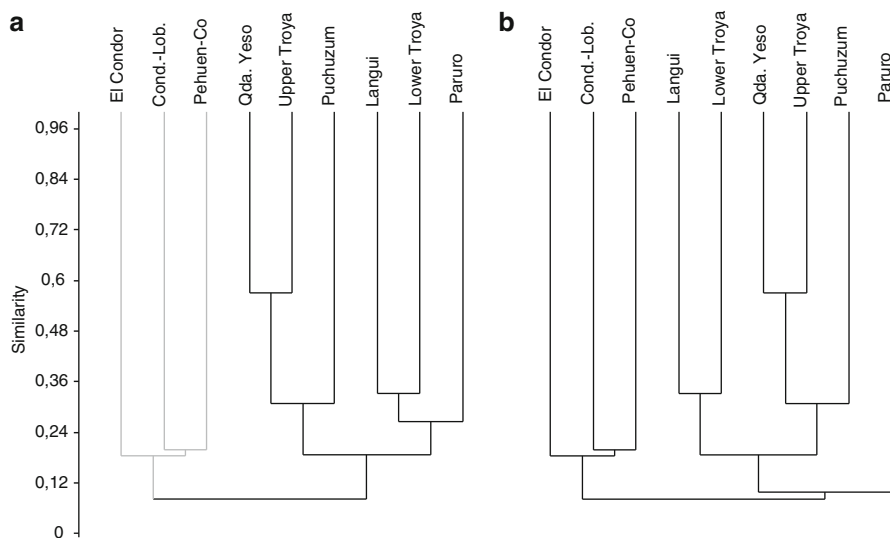 a
b
El Condor
Cond.-Lob.
Pehuen-Co
Qda. Yeso
Upper Troya
Puchuzum
Langui
Lower Troya
Paruro
El Condor
Cond.-Lob.
Pehuen-Co
Langui
Lower Troya
Qda. Yeso
Upper Troya
Puchuzum
Paruro
Similarity
0,96
0,84
0,72
0,6
0,48
0,36
0,24
0,12
0